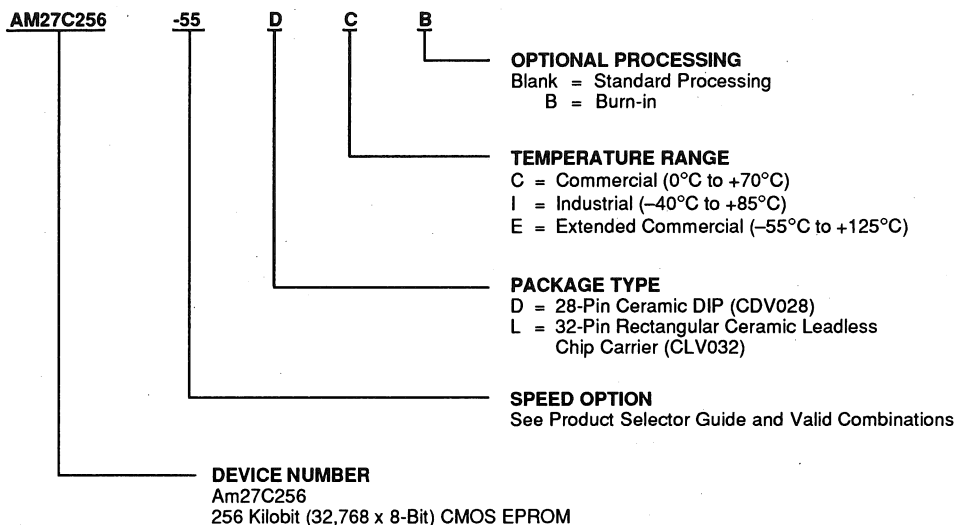 AM27C256 -55 D C B
OPTIONAL PROCESSING
Blank = Standard Processing
B = Burn-in
TEMPERATURE RANGE
C = Commercial (0°C to +70°C)
I = Industrial (–40°C to +85°C)
E = Extended Commercial (–55°C to +125°C)
PACKAGE TYPE
D = 28-Pin Ceramic DIP (CDV028)
L = 32-Pin Rectangular Ceramic Leadless
Chip Carrier (CLV032)
SPEED OPTION
See Product Selector Guide and Valid Combinations
DEVICE NUMBER
Am27C256
256 Kilobit (32,768 x 8-Bit) CMOS EPROM